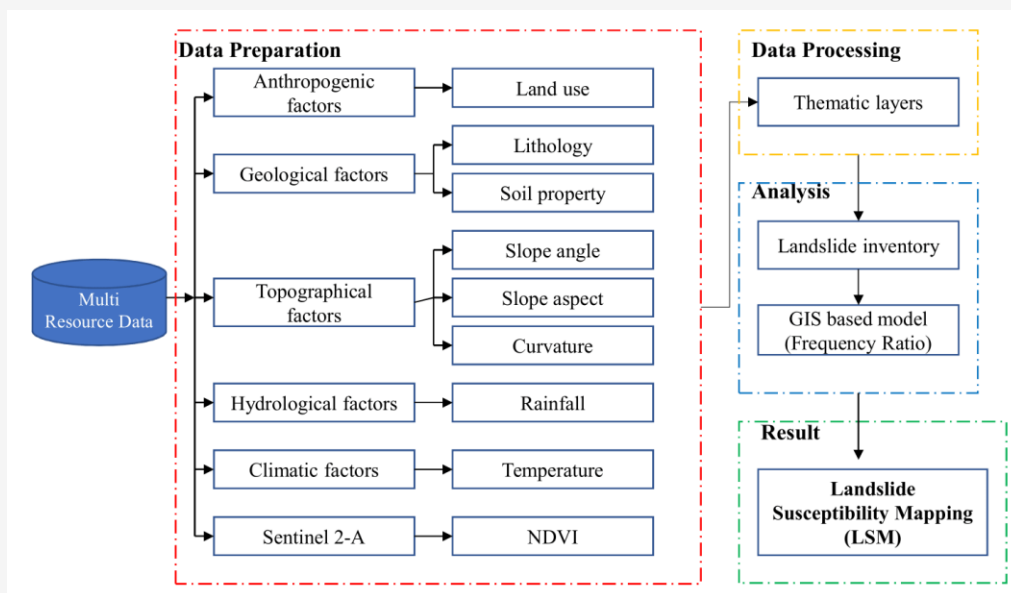 Data Preparation
Anthropogenic
factors
Land use
Geological factors
Lithology
Soil property
Multi
Resource Data
Topographical
factors
Slope angle
Slope aspect
Curvature
Hydrological factors
Rainfall
Climatic factors
Temperature
Sentinel 2-A
NDVI
Data Processing
Thematic layers
Analysis
Landslide inventory
GIS based model
(Frequency Ratio)
Result
Landslide
Susceptibility Mapping
(LSM)